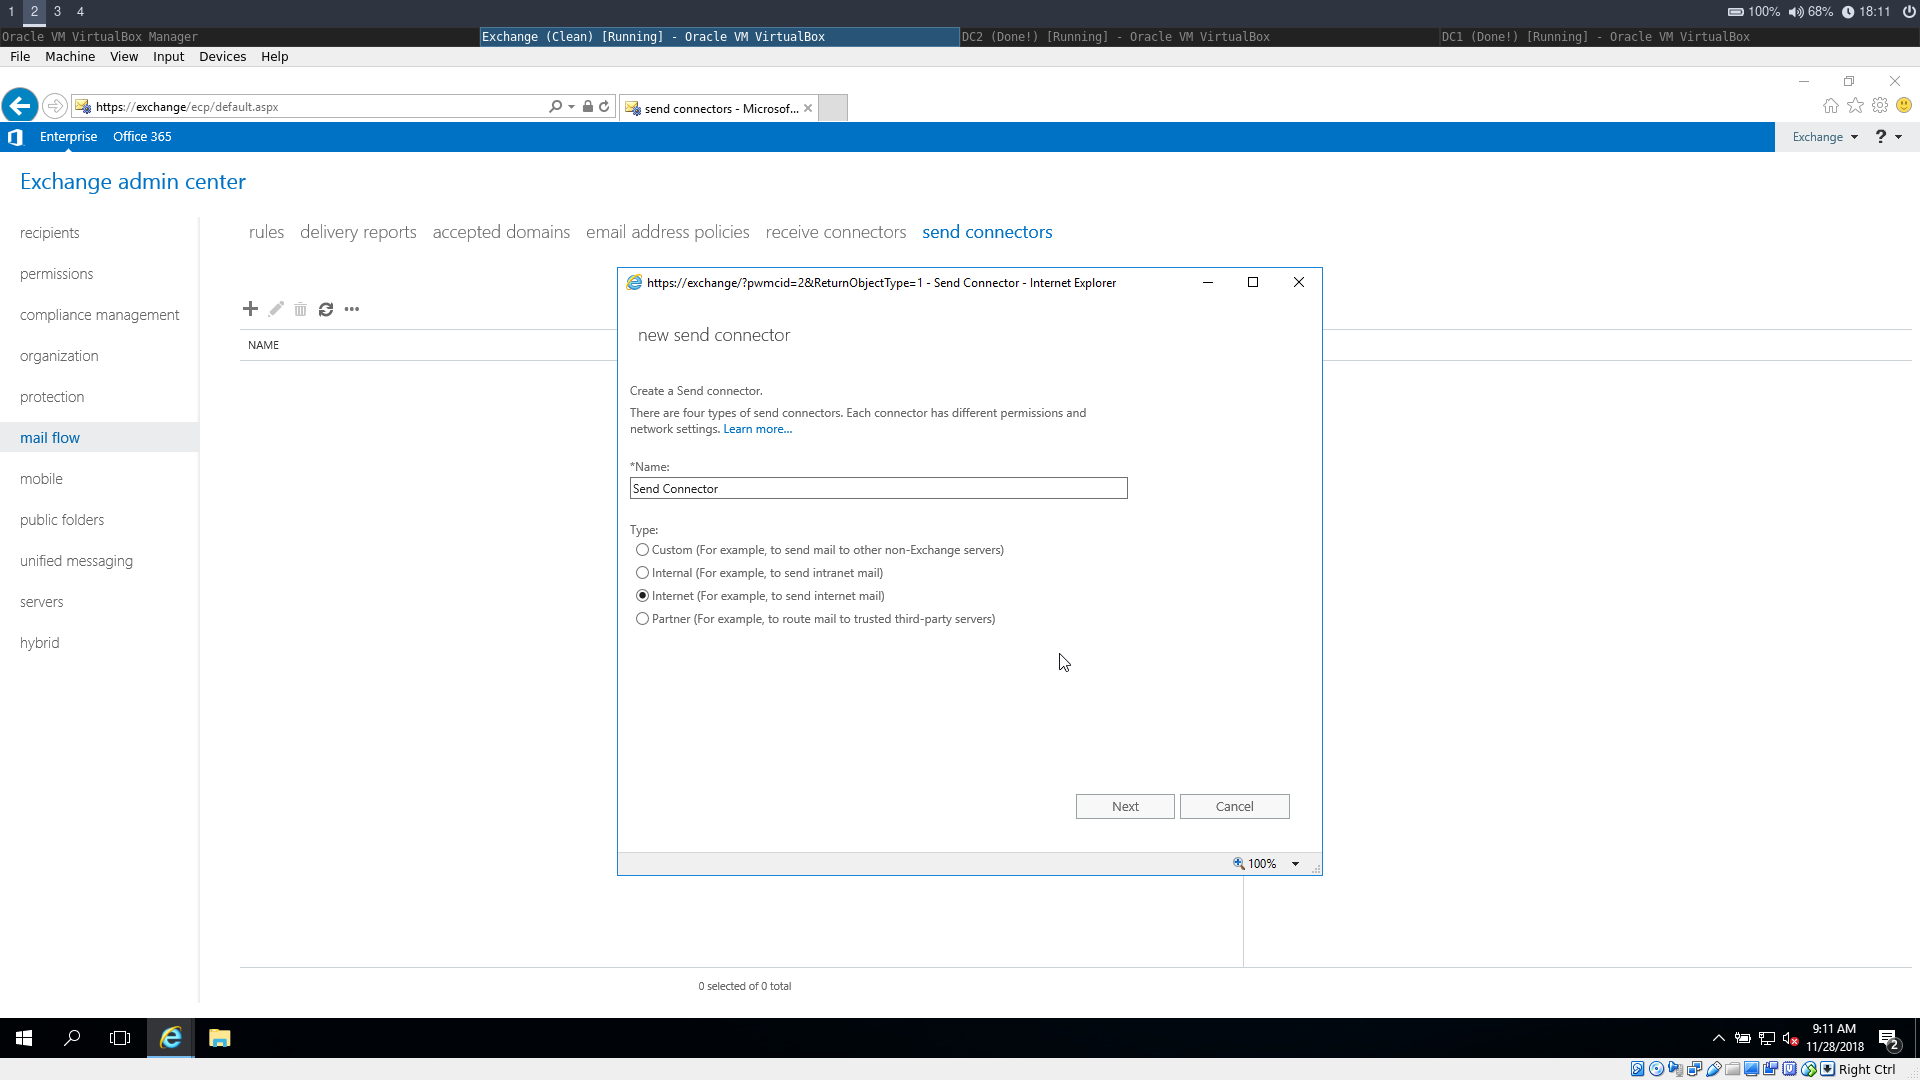 1 2 3 4
100% 68% 18:11
Oracle VM VirtualBox Manager
Exchange (Clean) [Running] - Oracle VM VirtualBox
DC2 (Done!) [Running] - Oracle VM VirtualBox
DC1 (Done!) [Running] - Oracle VM VirtualBox
File Machine View Input Devices Help
https://exchange/ecp/default.aspx
send connectors - Microsof...
Enterprise Office 365
Exchange ?
Exchange admin center
recipients
permissions
compliance management
organization
protection
mail flow
mobile
public folders
unified messaging
servers
hybrid
rules delivery reports accepted domains email address policies receive connectors send connectors
NAME
https://exchange/?pwmcid=2&ReturnObjectType=1 - Send Connector - Internet Explorer
new send connector
Create a Send connector.
There are four types of send connectors. Each connector has different permissions and
network settings. Learn more...
*Name:
Send Connector
Type:
Custom (For example, to send mail to other non-Exchange servers)
Internal (For example, to send intranet mail)
Internet (For example, to send internet mail)
Partner (For example, to route mail to trusted third-party servers)
Next Cancel
100%
0 selected of 0 total
9:11 AM
11/28/2018
2
Right Ctrl